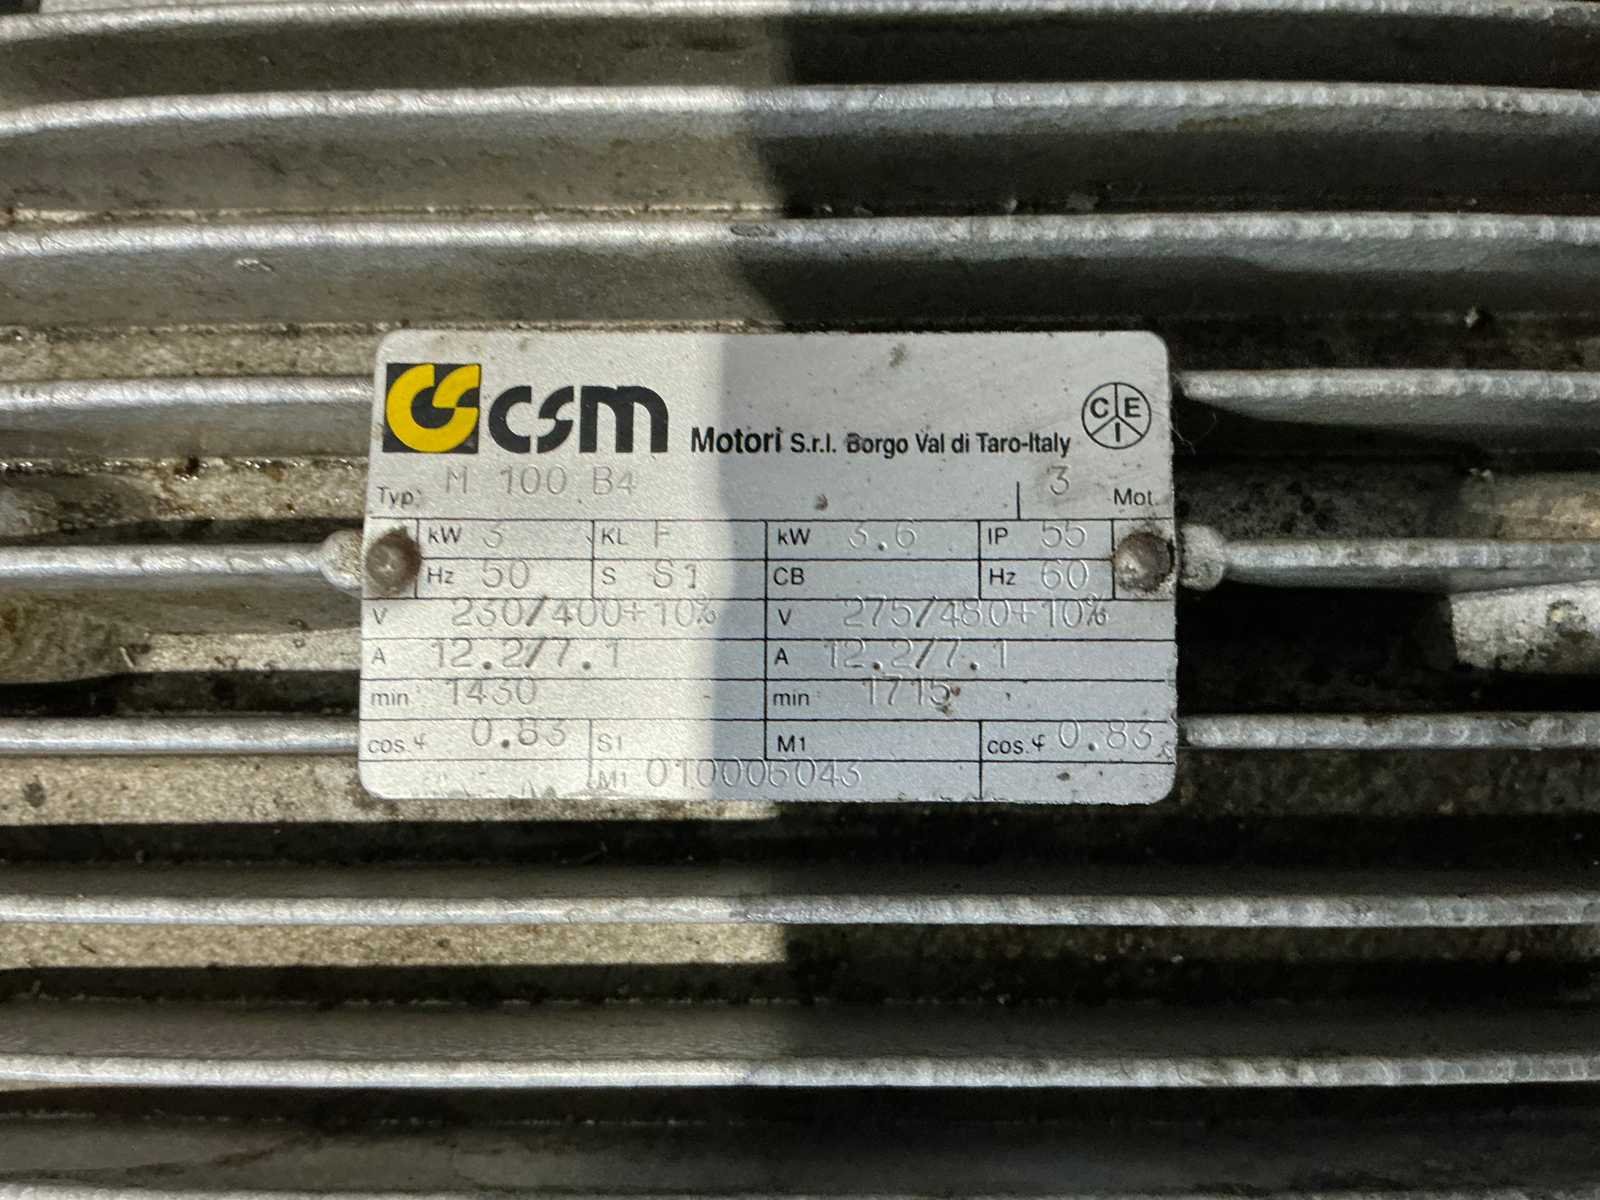 csm Motori S.r.l. Borgo Val di Taro-Italy CEI
Typ: M 100 B4 3 Mot.
kW 3 KL F kW 3.6 IP 55
Hz 50 S S1 CB Hz 60
V 230/400+10% V 275/480+10%
A 12.2/7.1 A 12.2/7.1
min 1430 min 1715
cos.φ 0.83 S1 M1 cos.φ 0.83
M1 010006043